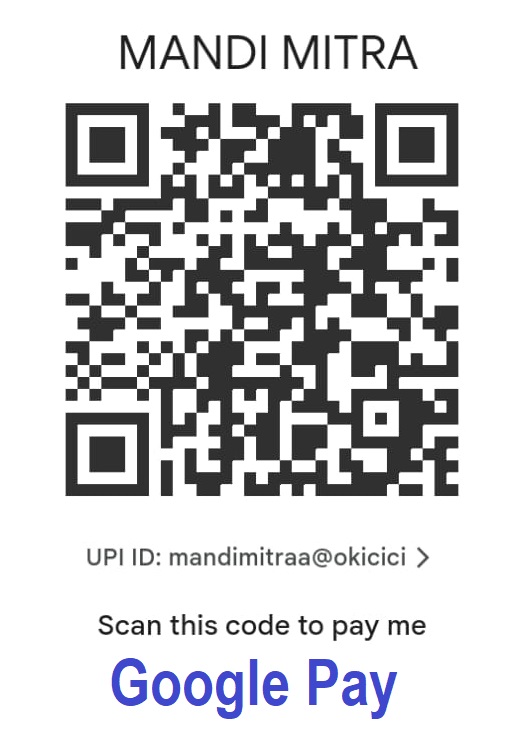 MANDI MITRA
UPI ID: mandimitraa@okicici >
Scan this code to pay me
Google Pay